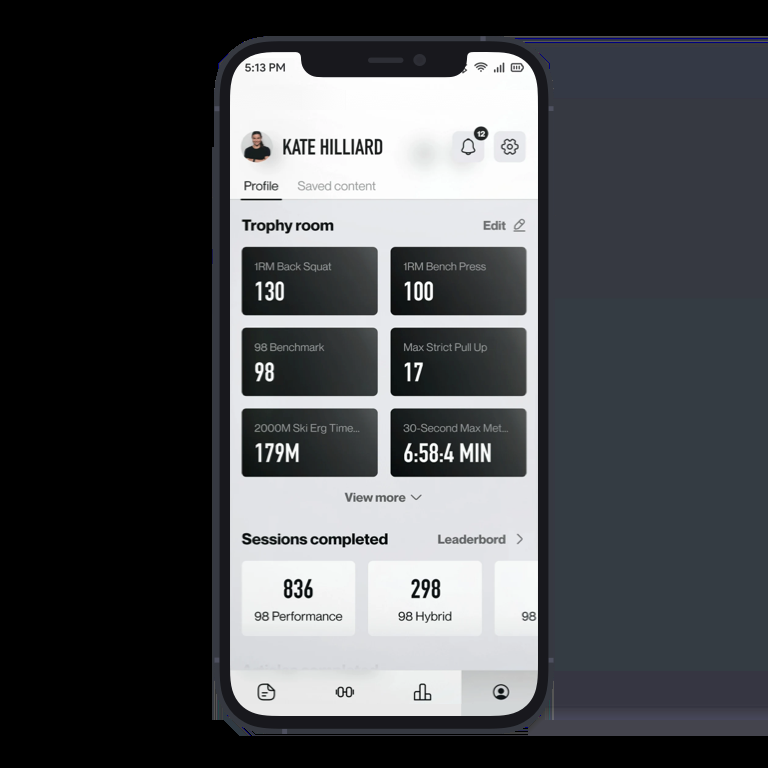 5:13 PM
12
KATE HILLIARD
Profile Saved content
Trophy room Edit
1RM Back Squat 1RM Bench Press
130 100
98 Benchmark Max Strict Pull Up
98 17
2000M Ski Erg Time... 30-Second Max Met...
179M 6:58:4 MIN
View more
Sessions completed Leaderbord
836 298
98 Performance 98 Hybrid 98